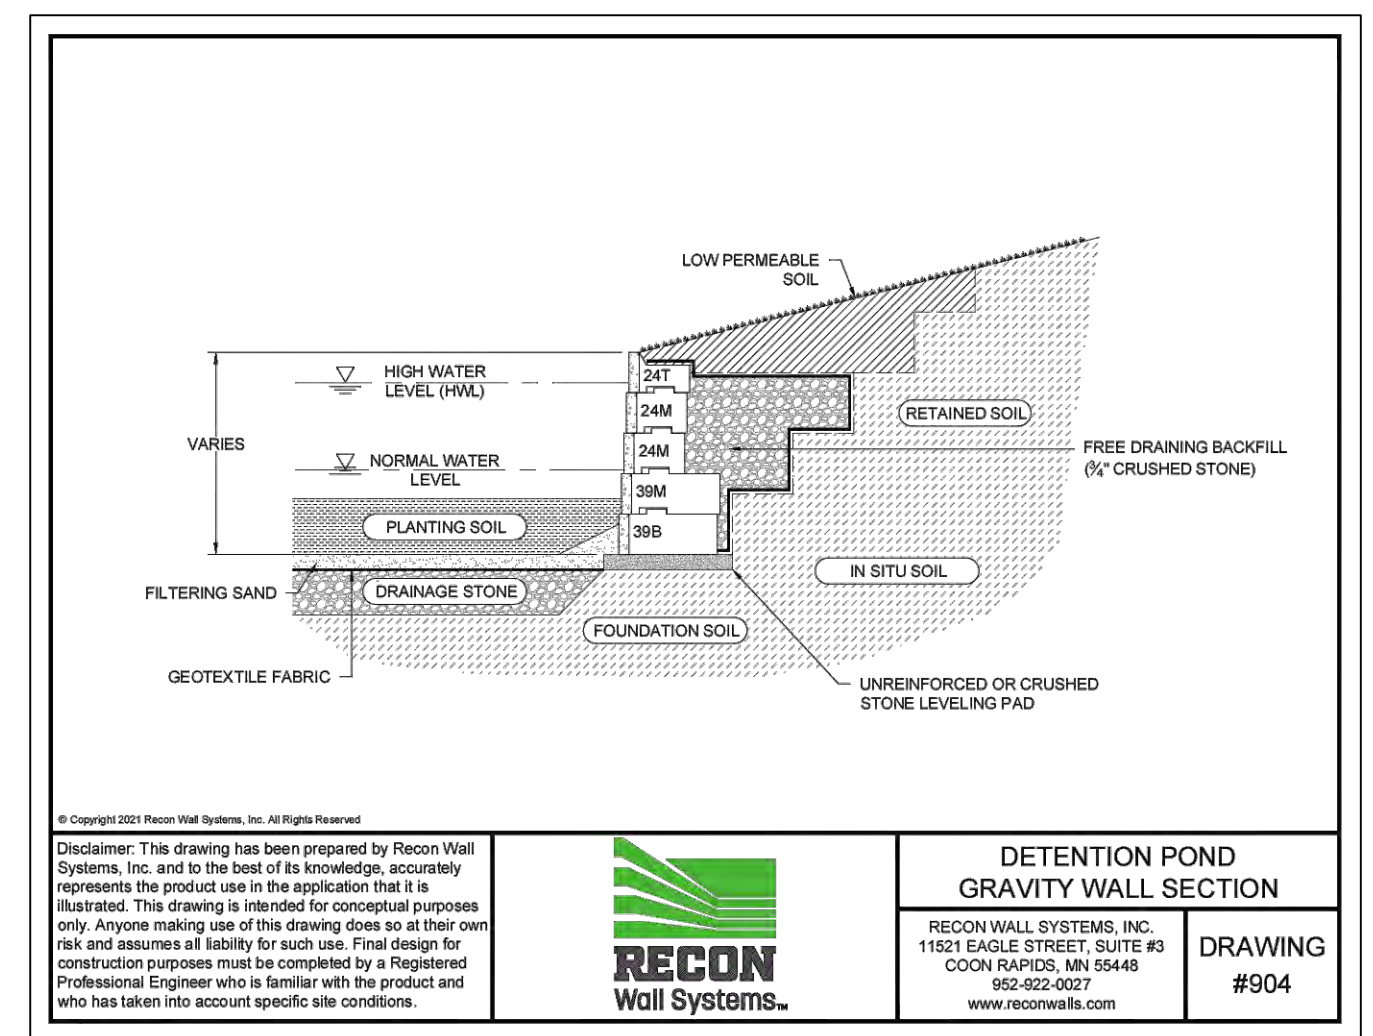 LOW PERMEABLE
SOIL
HIGH WATER
LEVEL (HWL)
24T
24M
RETAINED SOIL
VARIES
FREE DRAINING BACKFILL
(¾" CRUSHED STONE)
24M
NORMAL WATER
LEVEL
39M
PLANTING SOIL
39B
IN SITU SOIL
FILTERING SAND
DRAINAGE STONE
FOUNDATION SOIL
GEOTEXTILE FABRIC
UNREINFORCED OR CRUSHED
STONE LEVELING PAD
© Copyright 2021 Recon Wall Systems, Inc. All Rights Reserved
Disclaimer: This drawing has been prepared by Recon Wall
Systems, Inc. and to the best of its knowledge, accurately
represents the product use in the application that it is
illustrated. This drawing is intended for conceptual purposes
only. Anyone making use of this drawing does so at their own
risk and assumes all liability for such use. Final design for
construction purposes must be completed by a Registered
Professional Engineer who is familiar with the product and
who has taken into account specific site conditions.
RECON
Wall Systems™
DETENTION POND
GRAVITY WALL SECTION
RECON WALL SYSTEMS, INC.
11521 EAGLE STREET, SUITE #3
COON RAPIDS, MN 55448
952-922-0027
www.reconwalls.com
DRAWING
#904